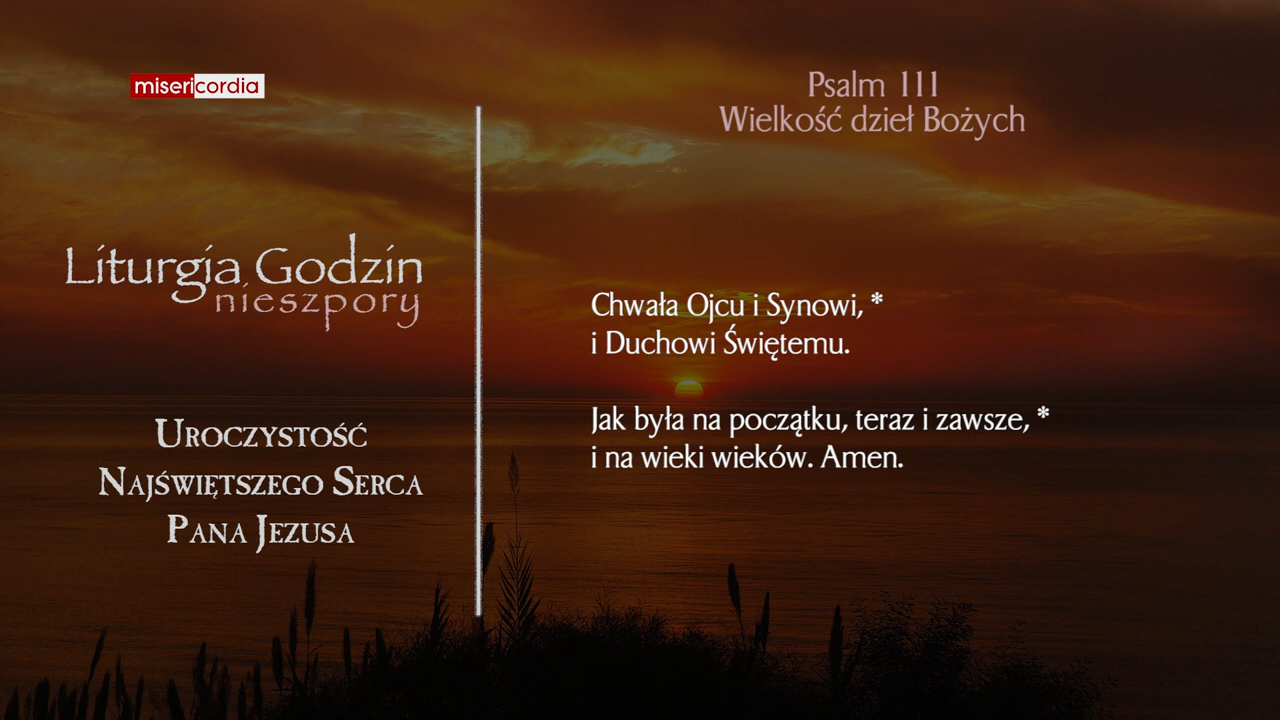 misericordia
Liturgia Godzin
nieszpory
Uroczystość
Najświętszego Serca
Pana Jezusa
Psalm 111
Wielkość dzieł Bożych
Chwała Ojcu i Synowi, *
i Duchowi Świętemu.
Jak była na początku, teraz i zawsze, *
i na wieki wieków. Amen.